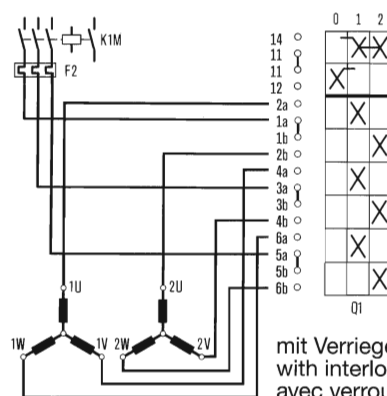 K1M
F2
0 1 2
14
11
11
12
2a
1a
1b
2b
4a
3a
3b
4b
6a
5a
5b
6b
Q1
1U
2U
1W
1V
2W
2V
mit Verriege
with interlo
avec verrou